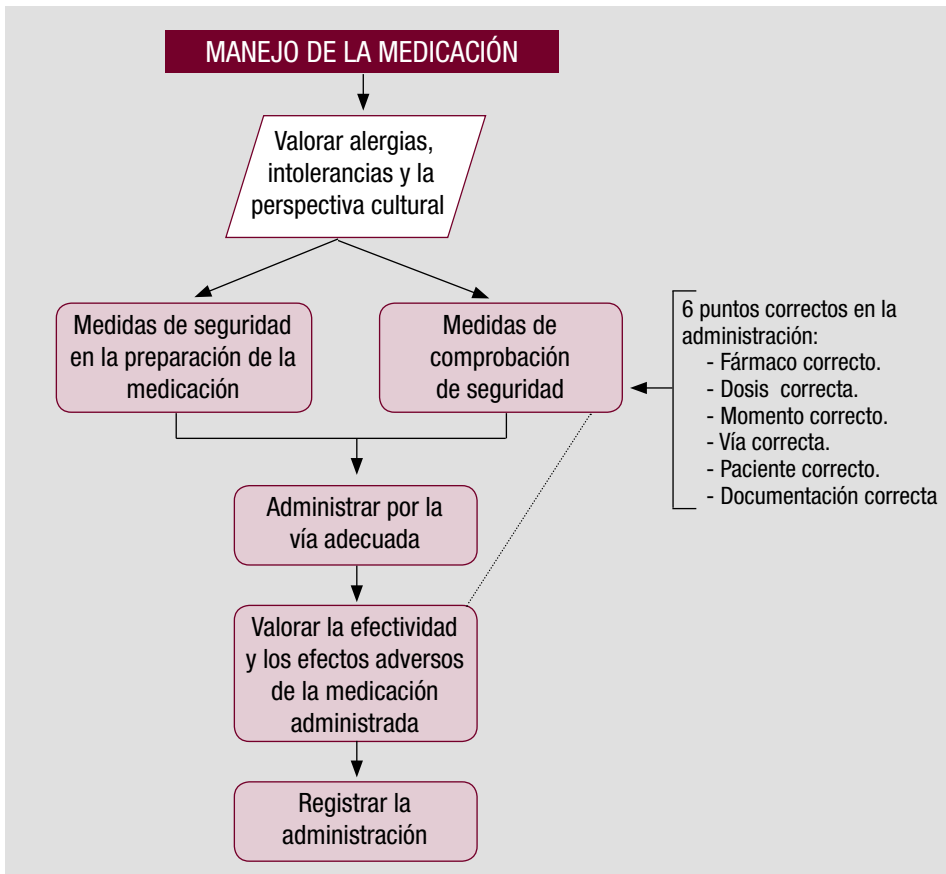 MANEJO DE LA MEDICACIÓN
Valorar alergias,
intolerancias y la
perspectiva cultural
Medidas de seguridad
en la preparación de la
medicación
Medidas de
comprobación
de seguridad
6 puntos correctos en la
administración:
- Fármaco correcto.
- Dosis correcta.
- Momento correcto.
- Vía correcta.
- Paciente correcto.
- Documentación correcta
Administrar por la
vía adecuada
Valorar la efectividad
y los efectos adversos
de la medicación
administrada
Registrar la
administración